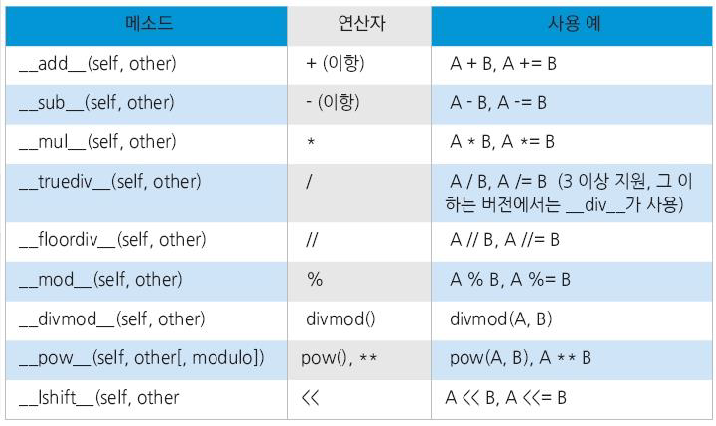 메소드 연산자 사용 예
__add__(self, other) + (이항) A + B, A += B
__sub__(self, other) - (이항) A - B, A -= B
__mul__(self, other) * A * B, A *= B
__truediv__(self, other) / A / B, A /= B (3 이상 지원, 그 이
하는 버전에서는 __div__가 사용)
__floordiv__(self, other) // A // B, A //= B
__mod__(self, other) % A % B, A %= B
__divmod__(self, other) divmod() divmod(A, B)
__pow__(self, other[, modulo]) pow(), ** pow(A, B), A ** B
__lshift__(self, other << A << B, A <<= B